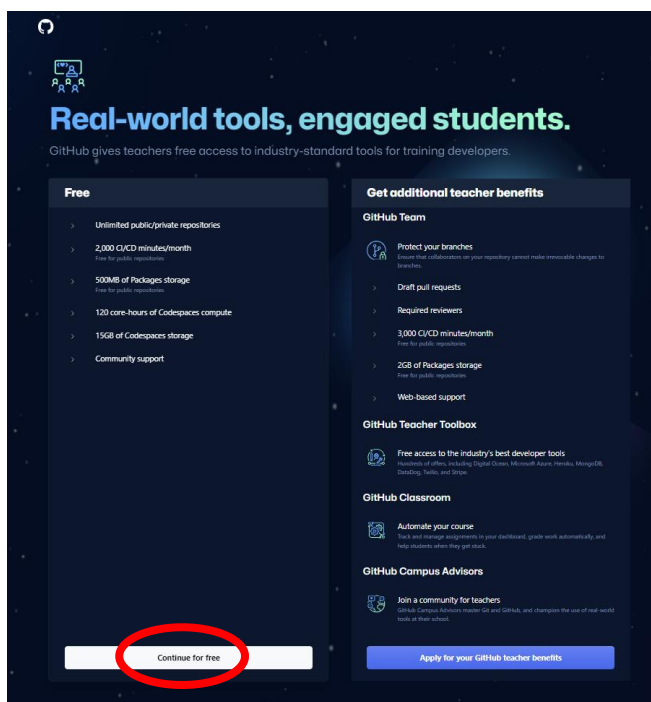 Real-world tools, engaged students.
GitHub gives teachers free access to industry-standard tools for training developers.
Free
Unlimited public/private repositories
2,000 CI/CD minutes/month
Free for public repositories
500MB of Packages storage
Free for public repositories
120 core-hours of Codespaces compute
15GB of Codespaces storage
Community support
Continue for free
Get additional teacher benefits
GitHub Team
Protect your branches
Ensure that collaborators on your repository cannot make irrevocable changes to
branches.
Draft pull requests
Required reviewers
3,000 CI/CD minutes/month
Free for public repositories
2GB of Packages storage
Free for public repositories
Web-based support
GitHub Teacher Toolbox
Free access to the industry's best developer tools
Hundreds of offers, including Digital Ocean, Microsoft Azure, Heroku, MongoDB,
DataDog, Twilio, and Stripe.
GitHub Classroom
Automate your course
Track and manage assignments in your dashboard, grade work automatically, and
help students when they get stuck.
GitHub Campus Advisors
Join a community for teachers
GitHub Campus Advisors master Git and GitHub, and champion the use of real-world
tools at their school.
Apply for your GitHub teacher benefits